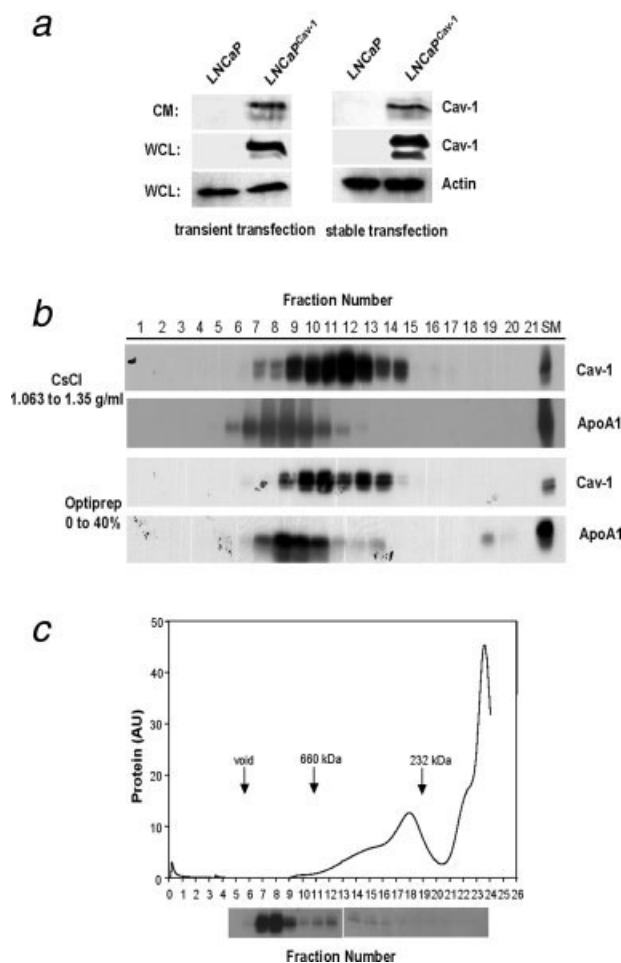 a
LNCaP
LNCaPCav-1
LNCaP
LNCaPCav-1
CM:
Cav-1
WCL:
Cav-1
WCL:
Actin
transient transfection
stable transfection
b
Fraction Number
1 2 3 4 5 6 7 8 9 10 11 12 13 14 15 16 17 18 19 20 21 SM
CsCl
1.063 to 1.35 g/ml
Cav-1
ApoA1
Optiprep
0 to 40%
Cav-1
ApoA1
c
Protein (AU)
50
40
30
20
10
0
void
660 kDa
232 kDa
0 1 2 3 4 5 6 7 8 9 10 11 12 13 14 15 16 17 18 19 20 21 22 23 24 25 26
Fraction Number